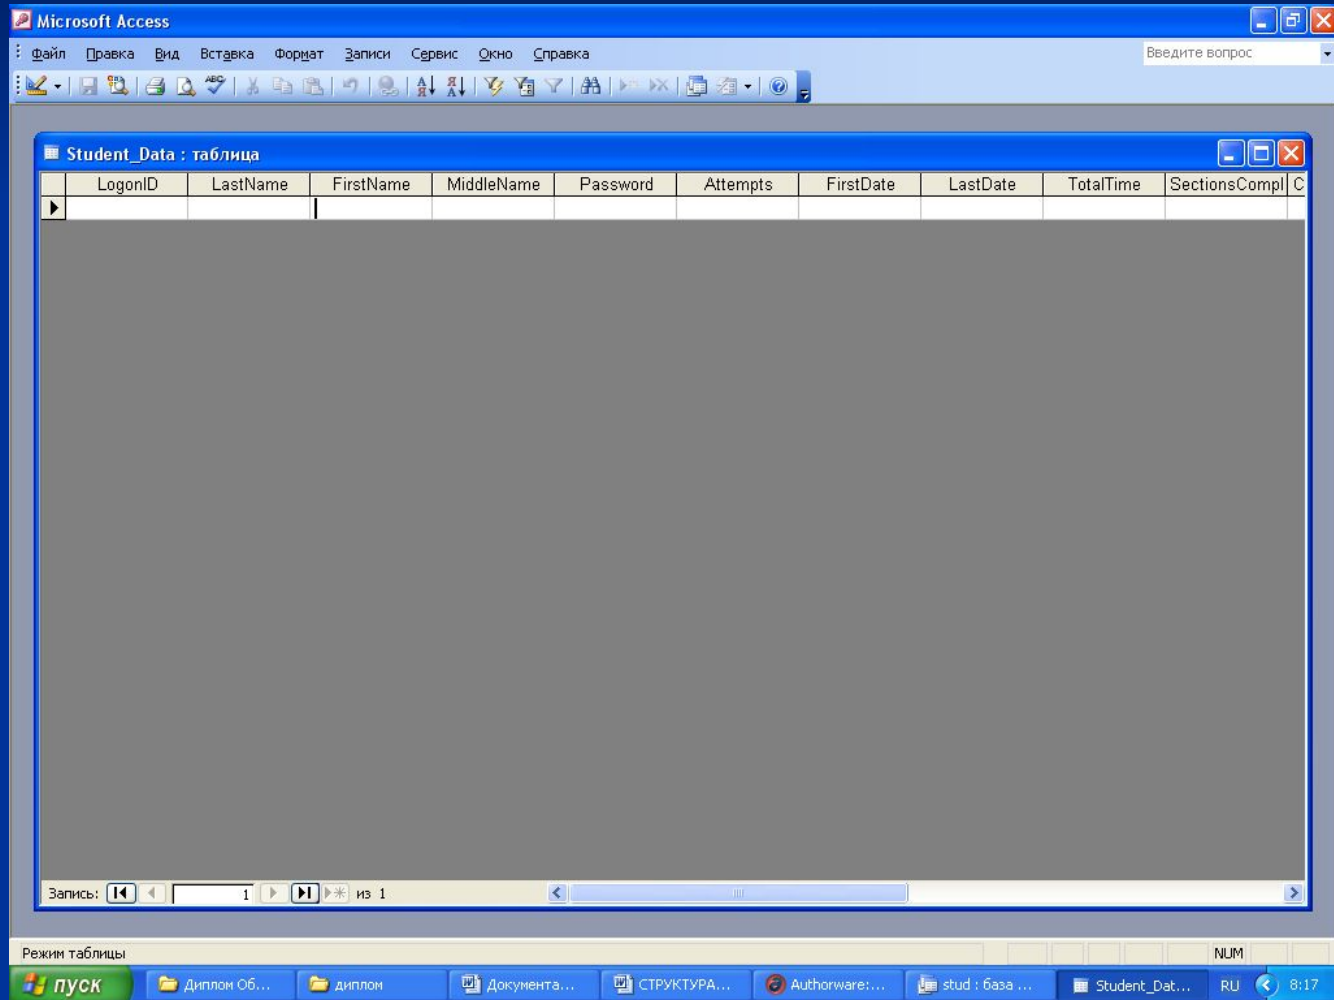 Microsoft Access
Файл Правка Вид Вставка Формат Записи Сервис Окно Справка Введите вопрос
Student_Data : таблица
LogonID LastName FirstName MiddleName Password Attempts FirstDate LastDate TotalTime SectionsCompl C
Запись: 1 из 1
Режим таблицы NUM
пуск Диплом Об... диплом Документа... СТРУКТУРА... Authorware:... stud : база ... Student_Dat... RU 8:17